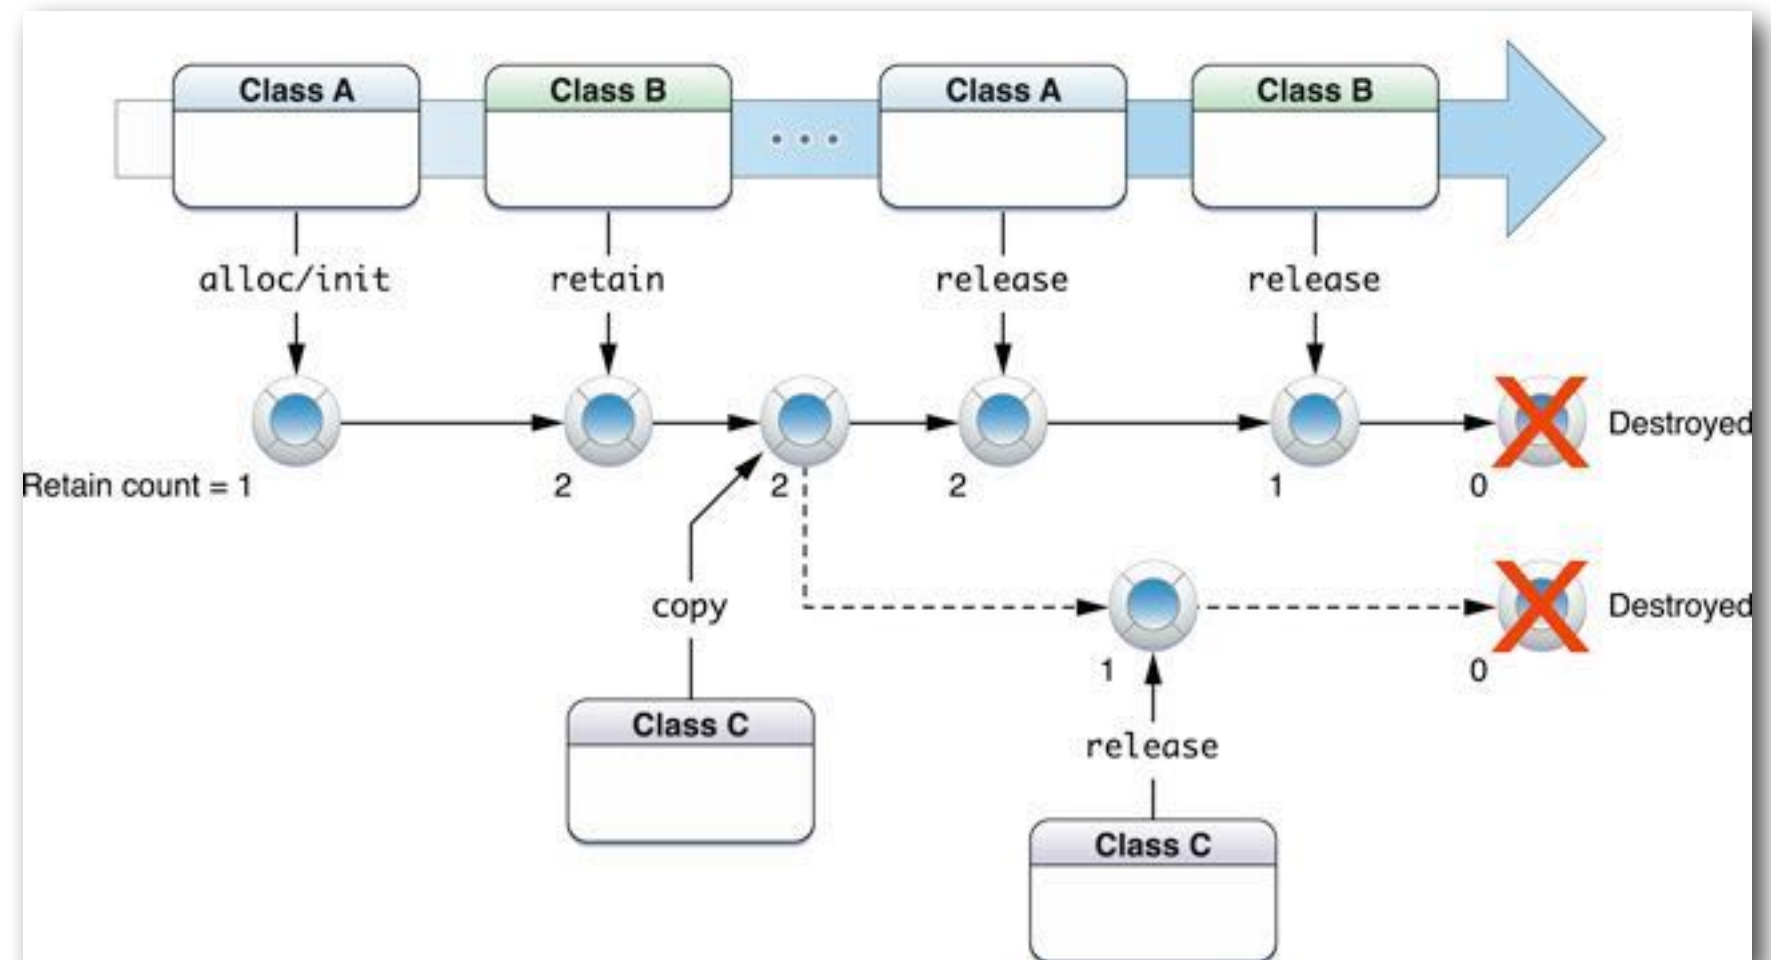 Class A
Class B
Class A
Class B
alloc/init
retain
release
release
Destroyed
Retain count = 1
2
2
2
1
0
copy
Destroyed
1
0
Class C
release
Class C